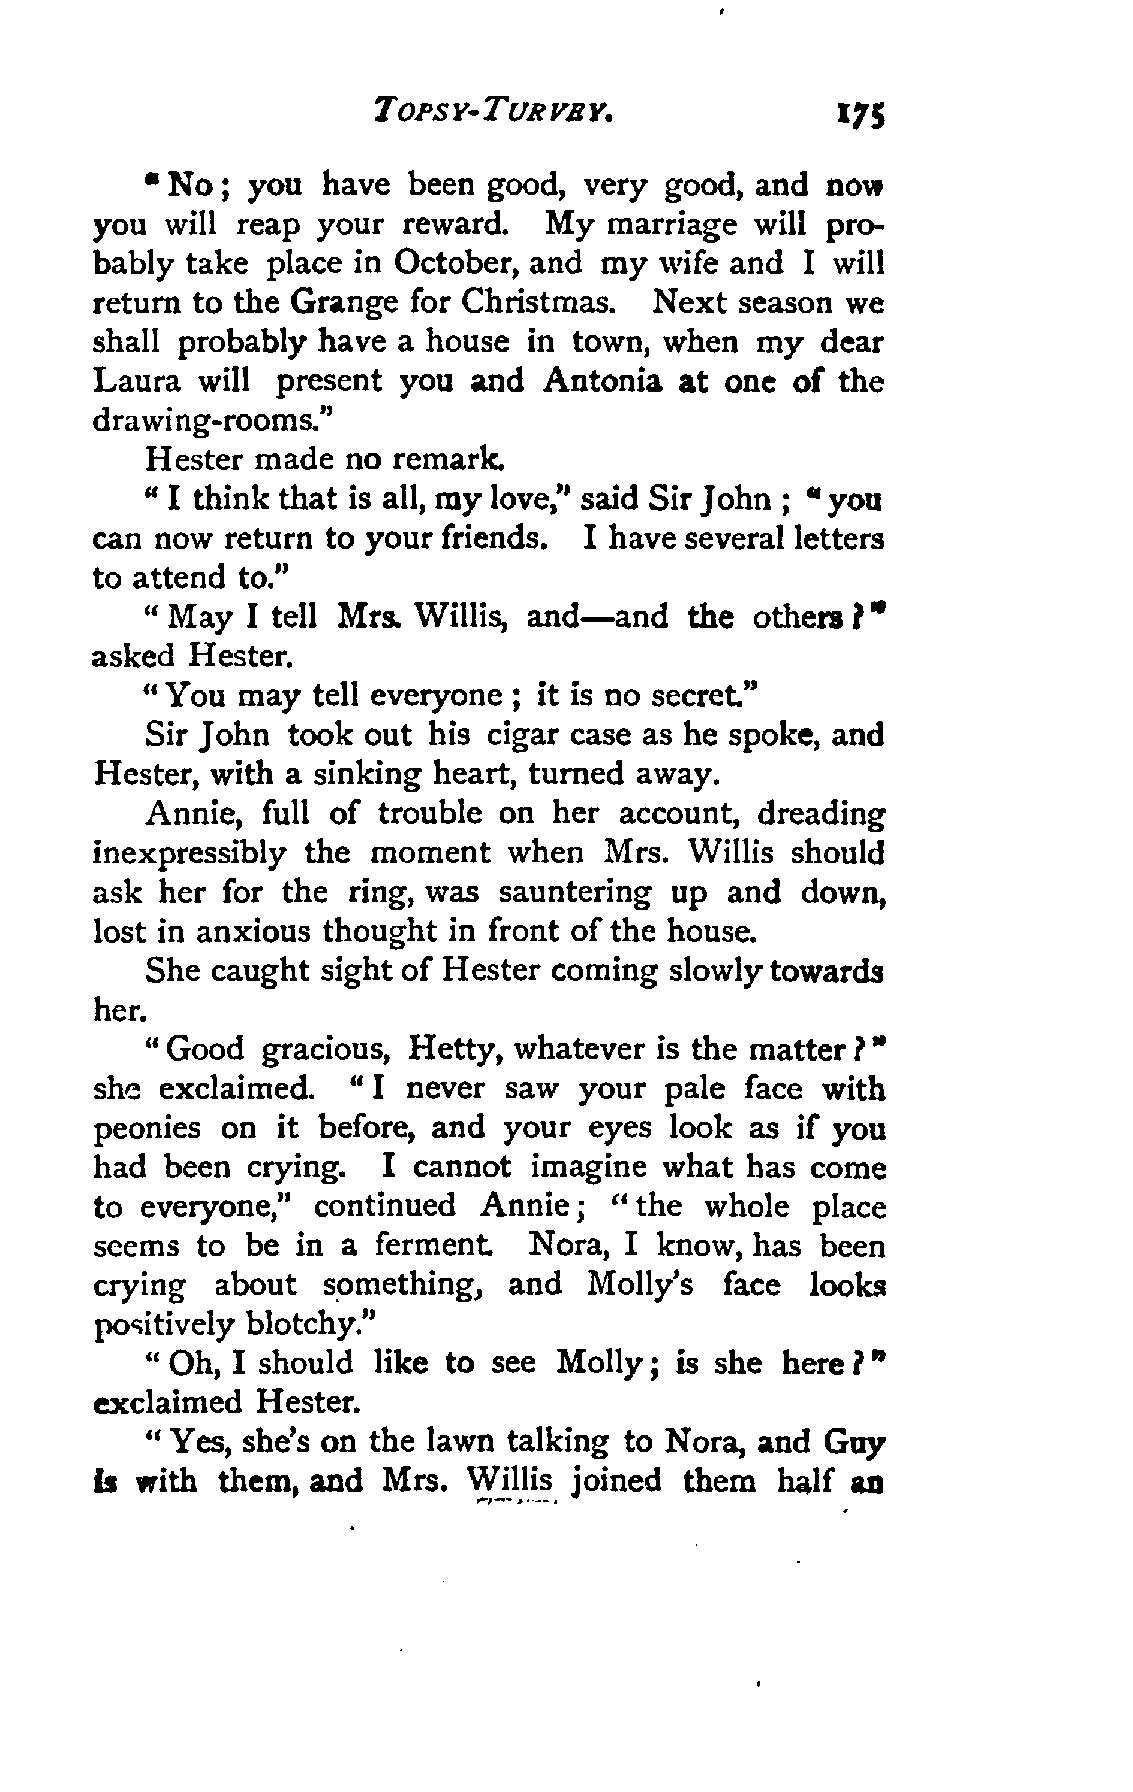 TOPSY-TURVEY. 175
"No; you have been good, very good, and now
you will reap your reward. My marriage will pro-
bably take place in October, and my wife and I will
return to the Grange for Christmas. Next season we
shall probably have a house in town, when my dear
Laura will present you and Antonia at one of the
drawing-rooms."
Hester made no remark.
"I think that is all, my love," said Sir John; "you
can now return to your friends. I have several letters
to attend to."
"May I tell Mrs. Willis, and—and the others?"
asked Hester.
"You may tell everyone; it is no secret."
Sir John took out his cigar case as he spoke, and
Hester, with a sinking heart, turned away.
Annie, full of trouble on her account, dreading
inexpressibly the moment when Mrs. Willis should
ask her for the ring, was sauntering up and down,
lost in anxious thought in front of the house.
She caught sight of Hester coming slowly towards
her.
"Good gracious, Hetty, whatever is the matter?"
she exclaimed. "I never saw your pale face with
peonies on it before, and your eyes look as if you
had been crying. I cannot imagine what has come
to everyone," continued Annie; "the whole place
seems to be in a ferment. Nora, I know, has been
crying about something, and Molly's face looks
positively blotchy."
"Oh, I should like to see Molly; is she here?"
exclaimed Hester.
"Yes, she's on the lawn talking to Nora, and Guy
is with them, and Mrs. Willis joined them half an